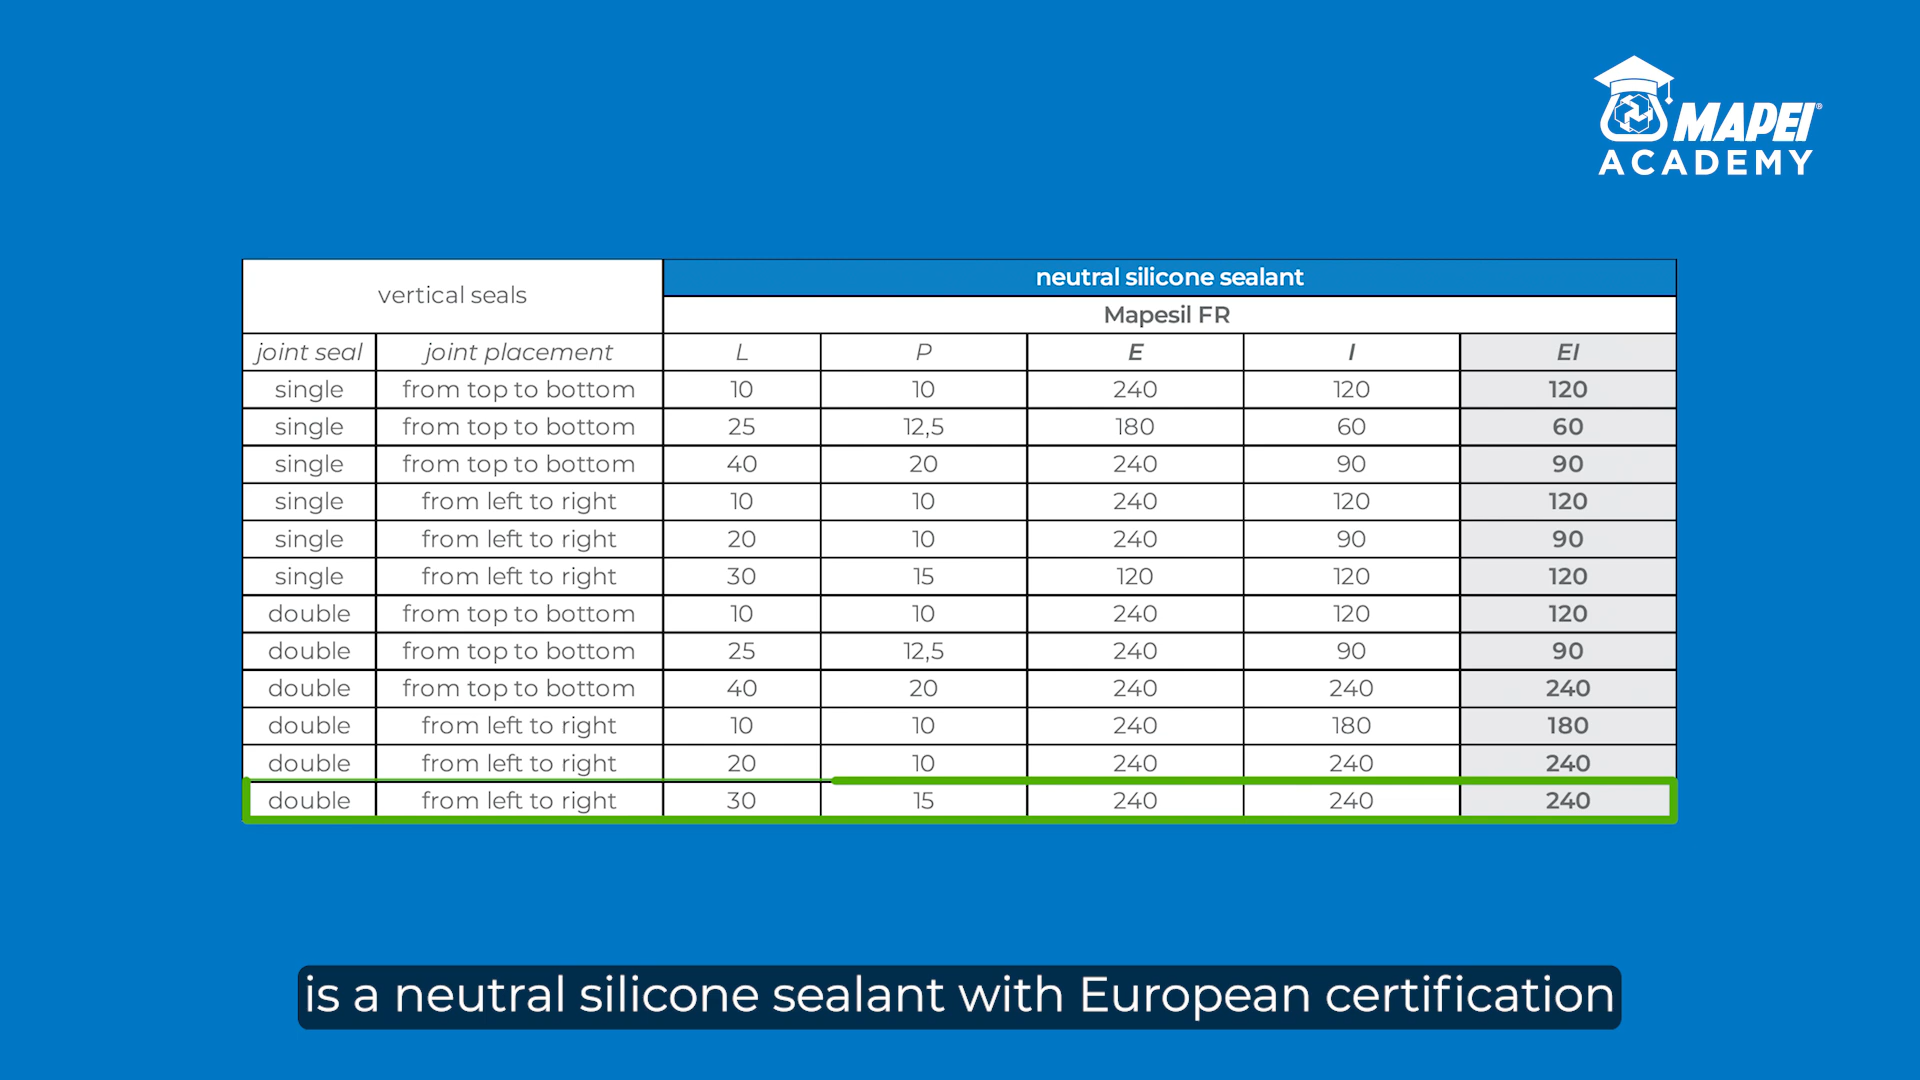 MAPEI®
ACADEMY
vertical seals neutral silicone sealant
Mapesil FR
joint seal joint placement L P E I EI
single from top to bottom 10 10 240 120 120
single from top to bottom 25 12,5 180 60 60
single from top to bottom 40 20 240 90 90
single from left to right 10 10 240 120 120
single from left to right 20 10 240 90 90
single from left to right 30 15 120 120 120
double from top to bottom 10 10 240 120 120
double from top to bottom 25 12,5 240 90 90
double from top to bottom 40 20 240 240 240
double from left to right 10 10 240 180 180
double from left to right 20 10 240 240 240
double from left to right 30 15 240 240 240
is a neutral silicone sealant with European certification